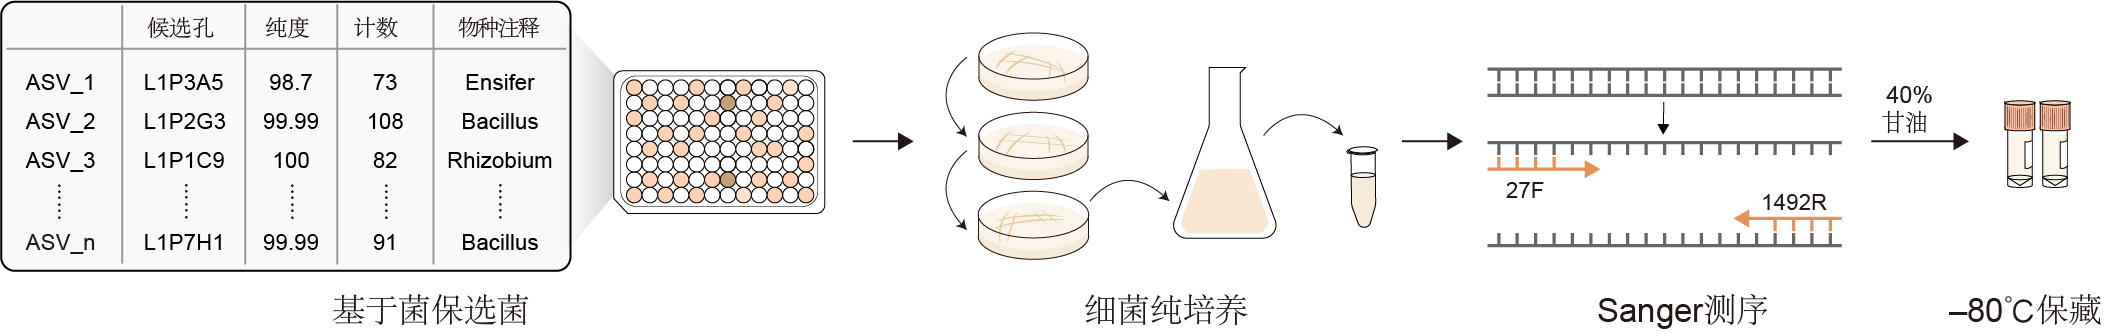 候选孔 纯度 计数 物种注释
ASV_1 L1P3A5 98.7 73 Ensifer
ASV_2 L1P2G3 99.99 108 Bacillus
ASV_3 L1P1C9 100 82 Rhizobium
ASV_n L1P7H1 99.99 91 Bacillus
27F
1492R
40%
甘油
基于菌保选菌
细菌纯培养
Sanger测序
–80℃保藏